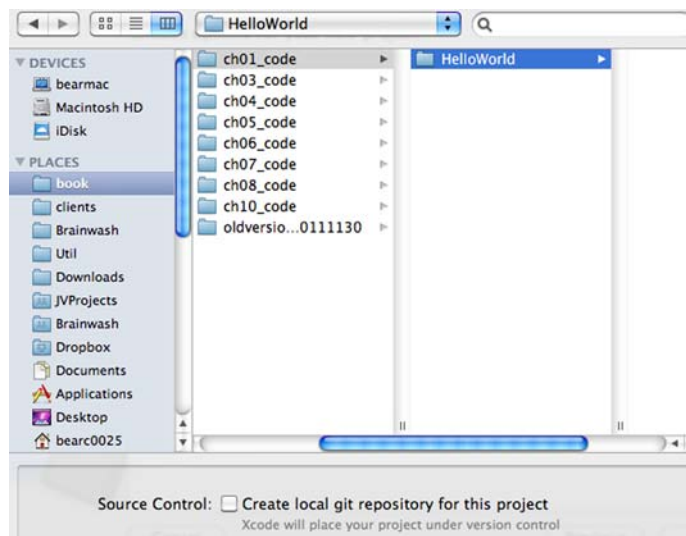 HelloWorld
DEVICES
bearmac
Macintosh HD
iDisk
PLACES
book
clients
Brainwash
Util
Downloads
JVProjects
Brainwash
Dropbox
Documents
Applications
Desktop
bearc0025
ch01_code
ch03_code
ch04_code
ch05_code
ch06_code
ch07_code
ch08_code
ch10_code
oldversio...0111130
HelloWorld
Source Control: Create local git repository for this project
Xcode will place your project under version control